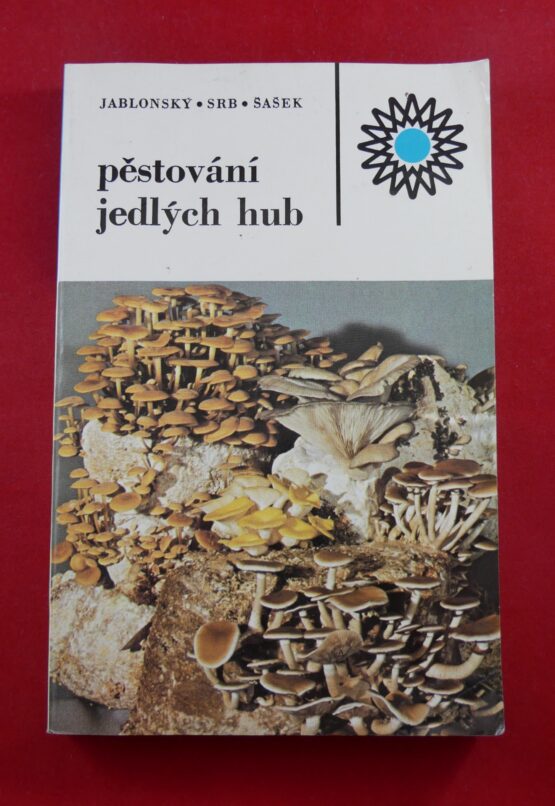 JABLONSKÝ • SRB • ŠAŠEK
pěstování
jedlých hub